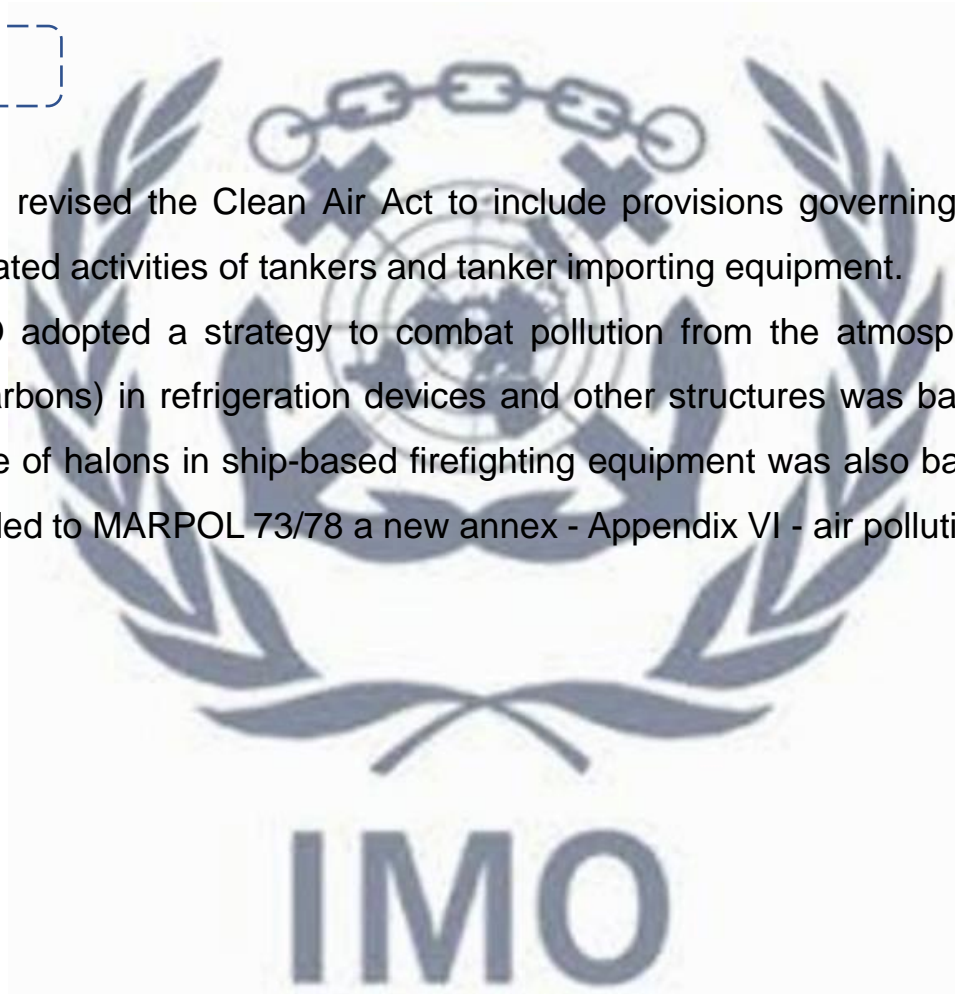 revised the Clean Air Act to include provisions governing
ated activities of tankers and tanker importing equipment.
adopted a strategy to combat pollution from the atmosp
arbons) in refrigeration devices and other structures was ba
e of halons in ship-based firefighting equipment was also ba
led to MARPOL 73/78 a new annex - Appendix VI - air polluti
IMO